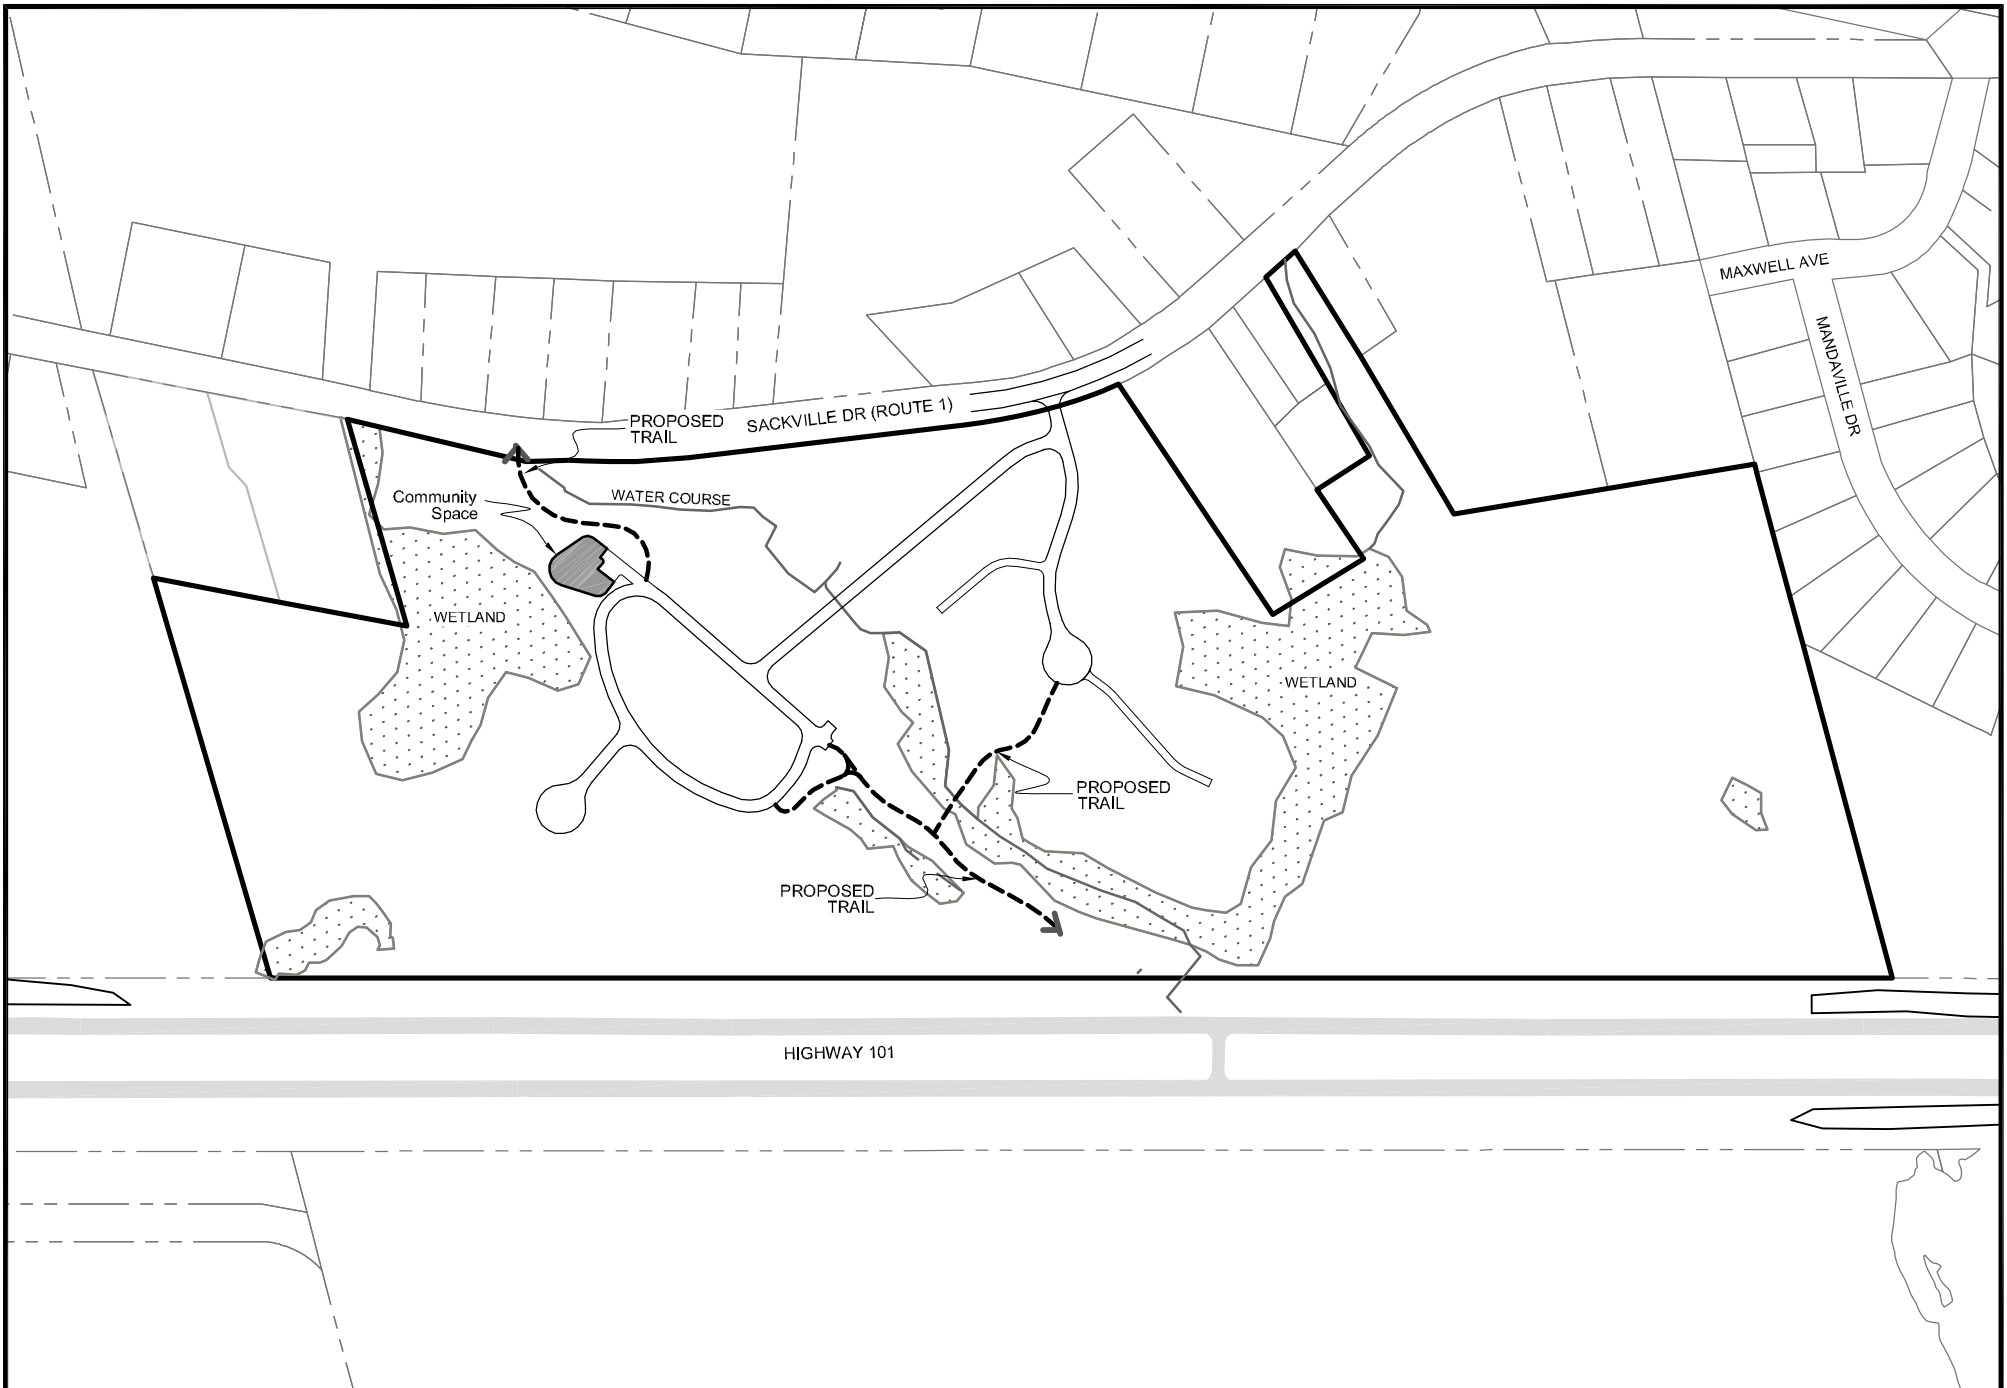 MAXWELL AVE
MANDAVILLE DR
PROPOSED
TRAIL
SACKVILLE DR (ROUTE 1)
Community
Space
WATER COURSE
WETLAND
WETLAND
PROPOSED
TRAIL
PROPOSED
TRAIL
HIGHWAY 101